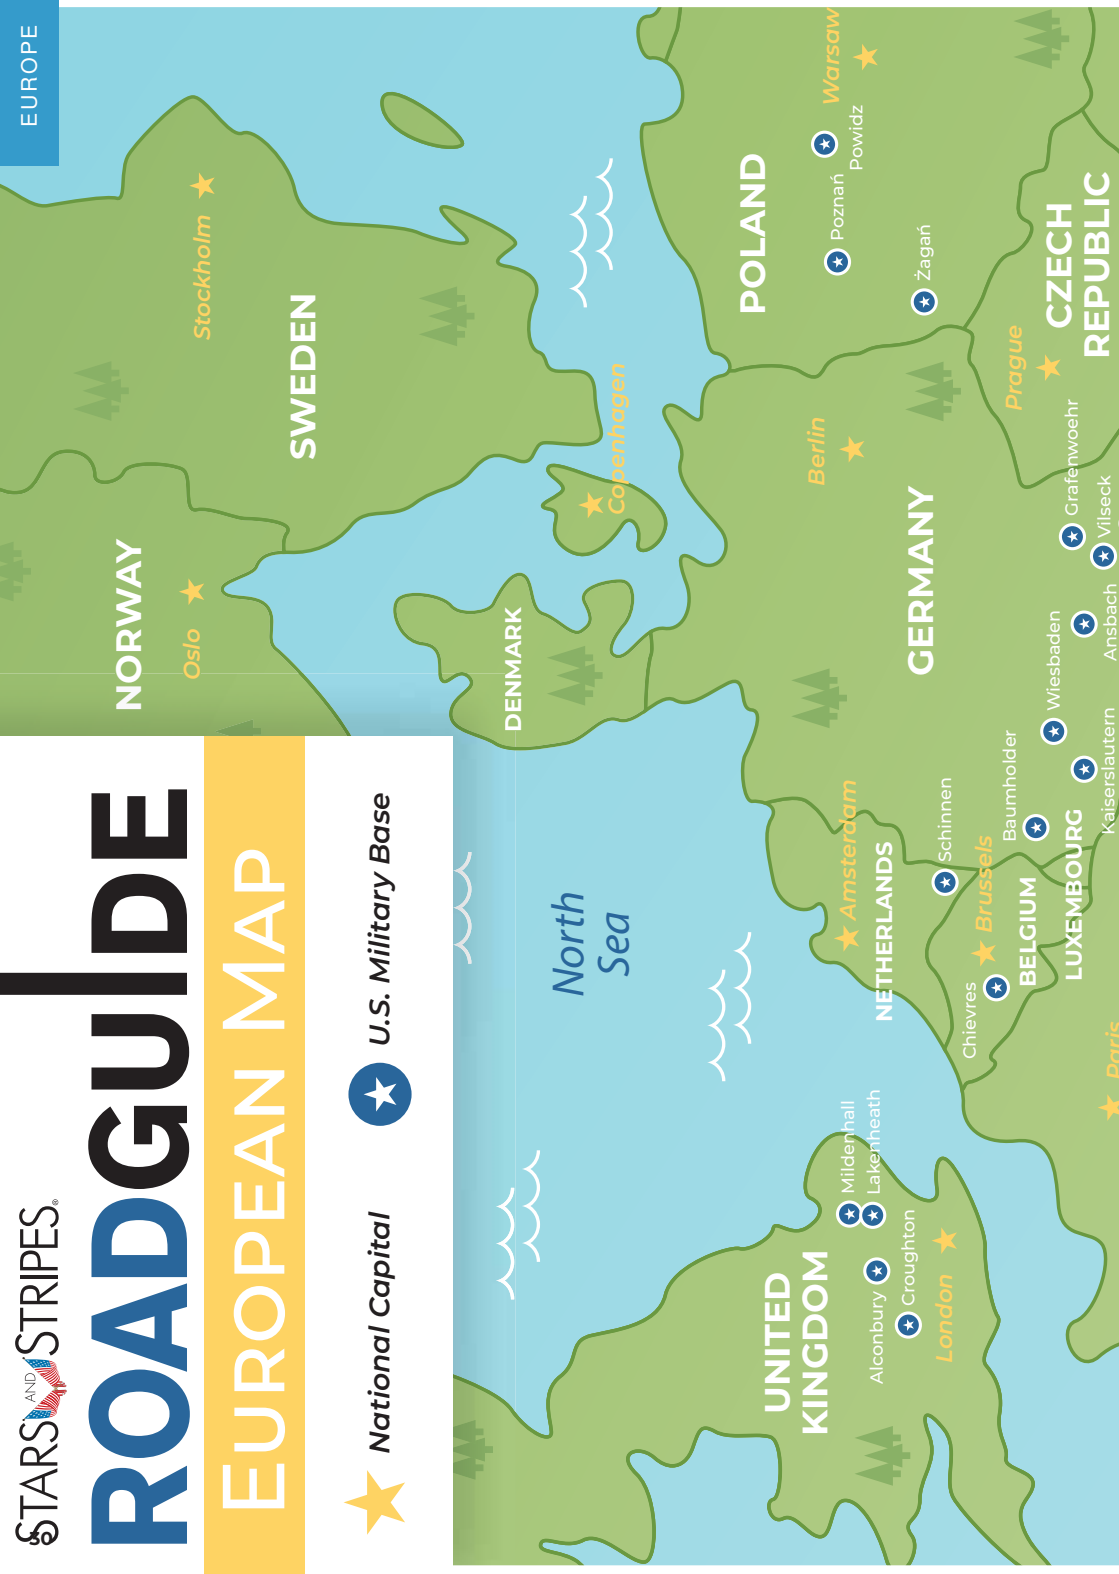 EUROPE
STARS AND STRIPES®
ROADGUIDE
EUROPEAN MAP
National Capital
U.S. Military Base
30
NORWAY
Oslo
SWEDEN
Stockholm
DENMARK
Copenhagen
North
Sea
UNITED
KINGDOM
Mildenhall
Lakenheath
Alconbury
Croughton
London
Amsterdam
NETHERLANDS
Schinnen
Brussels
BELGIUM
Chievres
LUXEMBOURG
Paris
GERMANY
Berlin
Baumholder
Wiesbaden
Kaiserslautern
Ansbach
Grafenwoehr
Vilseck
POLAND
Warsaw
Powidz
Poznań
Żagań
Prague
CZECH
REPUBLIC